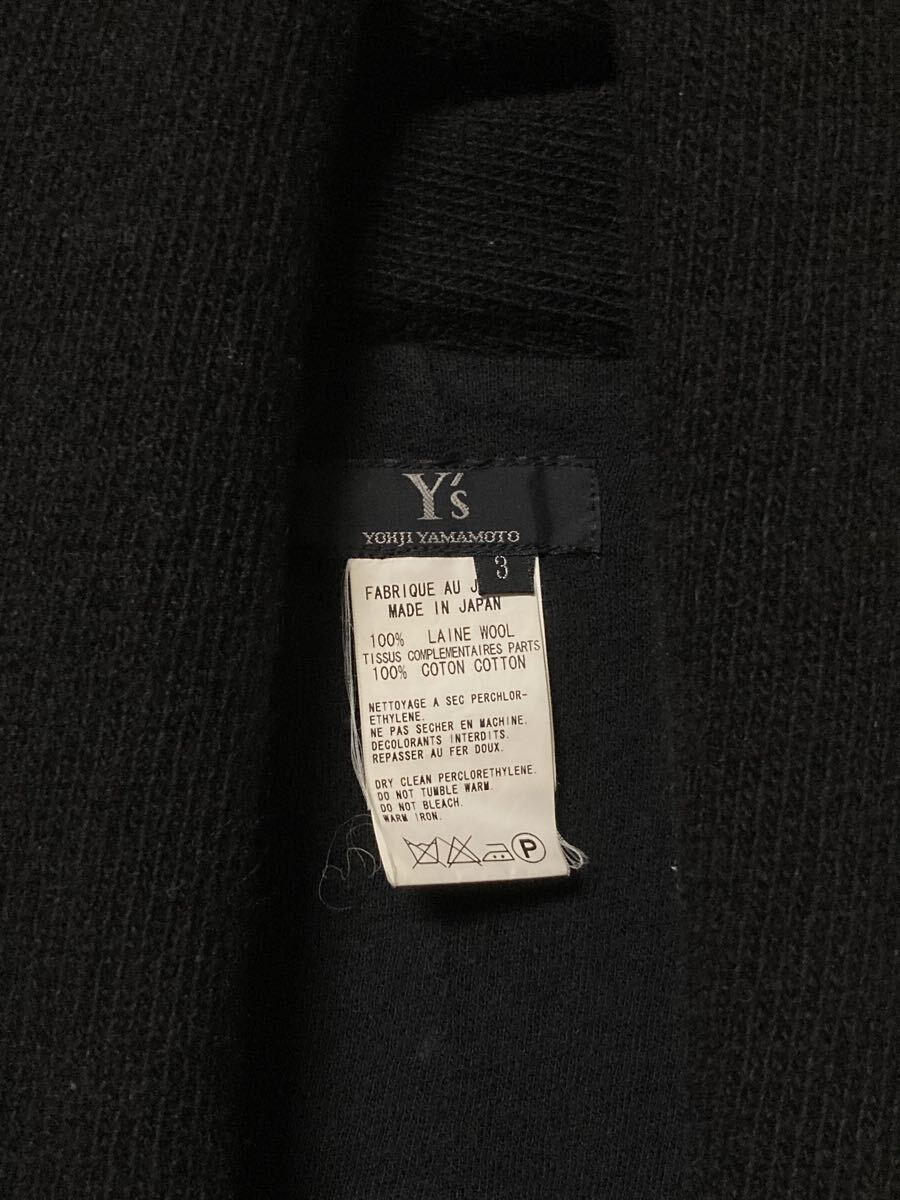 Y's
YOHJI YAMAMOTO
3
FABRIQUE AU J
MADE IN JAPAN
100% LAINE WOOL
TISSUS COMPLEMENTAIRES PARTS
100% COTON COTTON
NETTOYAGE A SEC PERCHLOR-
ETHYLENE.
NE PAS SECHER EN MACHINE.
DECOLORANTS INTERDITS.
REPASSER AU FER DOUX.
DRY CLEAN PERCLORETHYLENE.
DO NOT TUMBLE WARM.
DO NOT BLEACH.
WARM IRON.
P